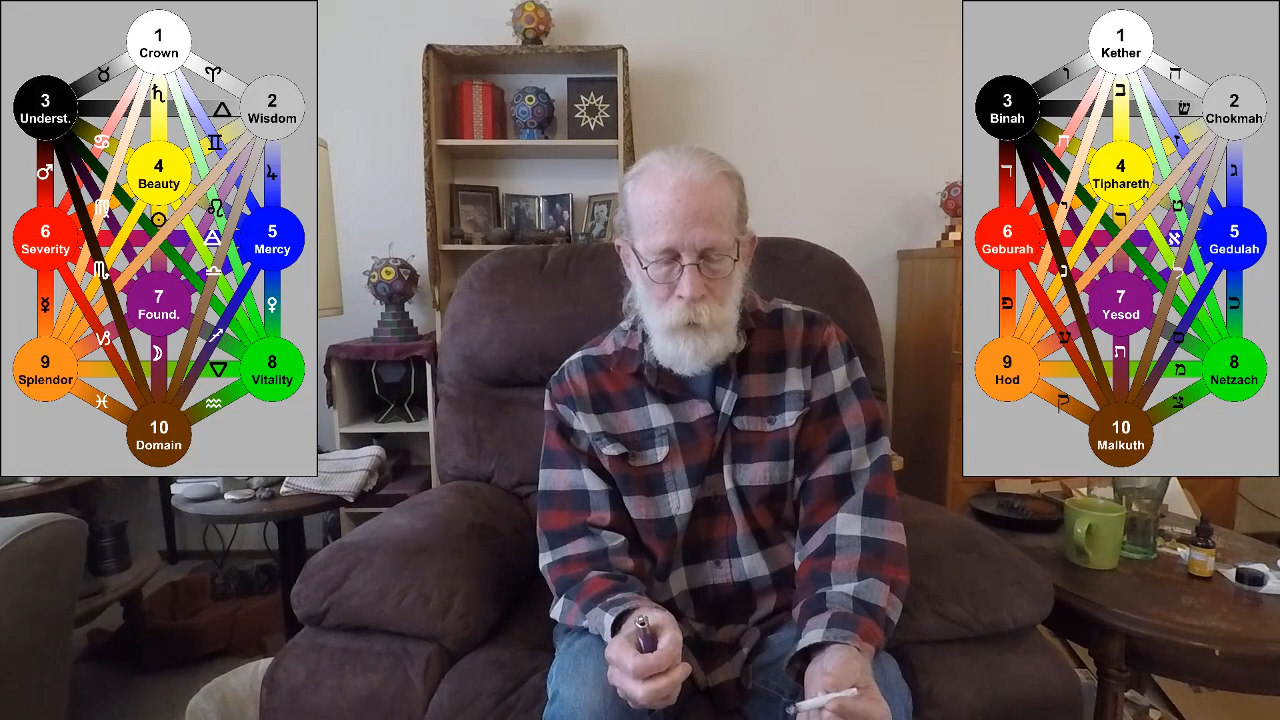 1
Crown
♉ ♈
3
Underst.
2
Wisdom
♄
△
♋ ♊
♂ ♃
4
Beauty
♍ ♌
☉
6
Severity
5
Mercy
♏ ♎
7
Found.
☿ ♀
♑ ♐
☽
9
Splendor
8
Vitality
▽
♓ ♒
10
Domain
1
Kether
ו ה
3
Binah
2
Chokmah
ב
4
Tiphareth
ג
6
Geburah
5
Gedulah
ט
א
7
Yesod
ת
9
Hod
8
Netzach
מ
ק צ
10
Malkuth